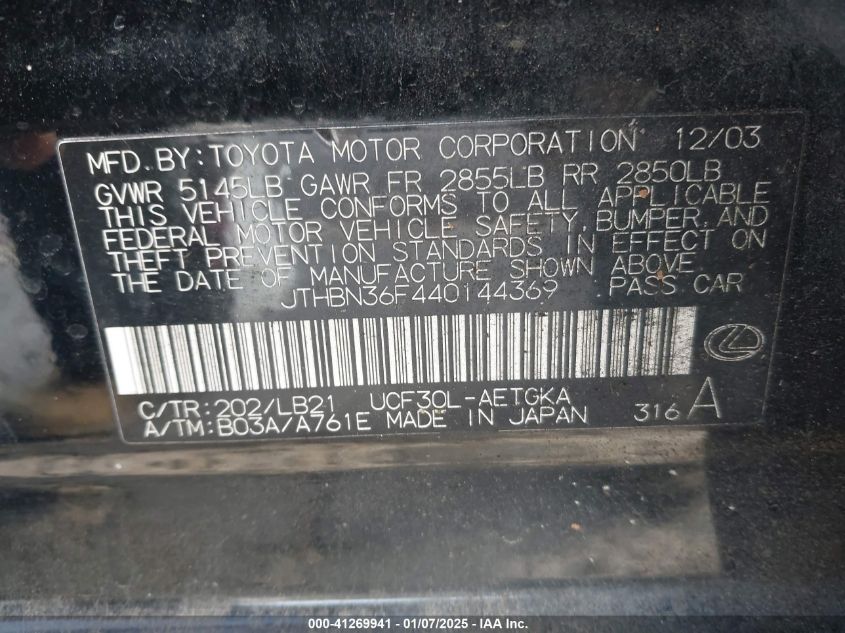 MFD. BY: TOYOTA MOTOR CORPORATION 12/03
GVWR 5145LB GAWR FR 2855LB RR 2850LB
THIS VEHICLE CONFORMS TO ALL APPLICABLE
FEDERAL MOTOR VEHICLE SAFETY, BUMPER, AND
THEFT PREVENTION STANDARDS IN EFFECT ON
THE DATE OF MANUFACTURE SHOWN ABOVE
JTHBN36F440144369 PASS CAR
C/TR: 202/LB21 UCF30L-AETGKA
A/TM: B03A/A761E MADE IN JAPAN 316 A
000-41269941 - 01/07/2025 - IAAI, Inc.